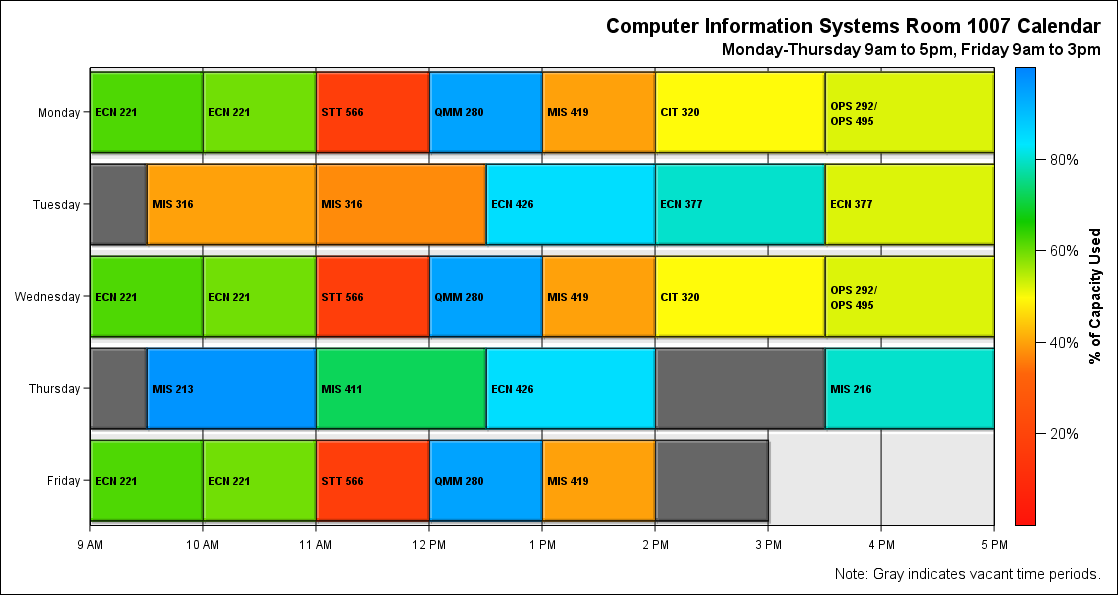 Computer Information Systems Room 1007 Calendar
Monday-Thursday 9am to 5pm, Friday 9am to 3pm
Monday
ECN 221
ECN 221
STT 566
QMM 280
MIS 419
CIT 320
OPS 292/
OPS 495
Tuesday
MIS 316
MIS 316
ECN 426
ECN 377
ECN 377
Wednesday
ECN 221
ECN 221
STT 566
QMM 280
MIS 419
CIT 320
OPS 292/
OPS 495
Thursday
MIS 213
MIS 411
ECN 426
MIS 216
Friday
ECN 221
ECN 221
STT 566
QMM 280
MIS 419
9 AM
10 AM
11 AM
12 PM
1 PM
2 PM
3 PM
4 PM
5 PM
80%
60%
40%
20%
% of Capacity Used
Note: Gray indicates vacant time periods.